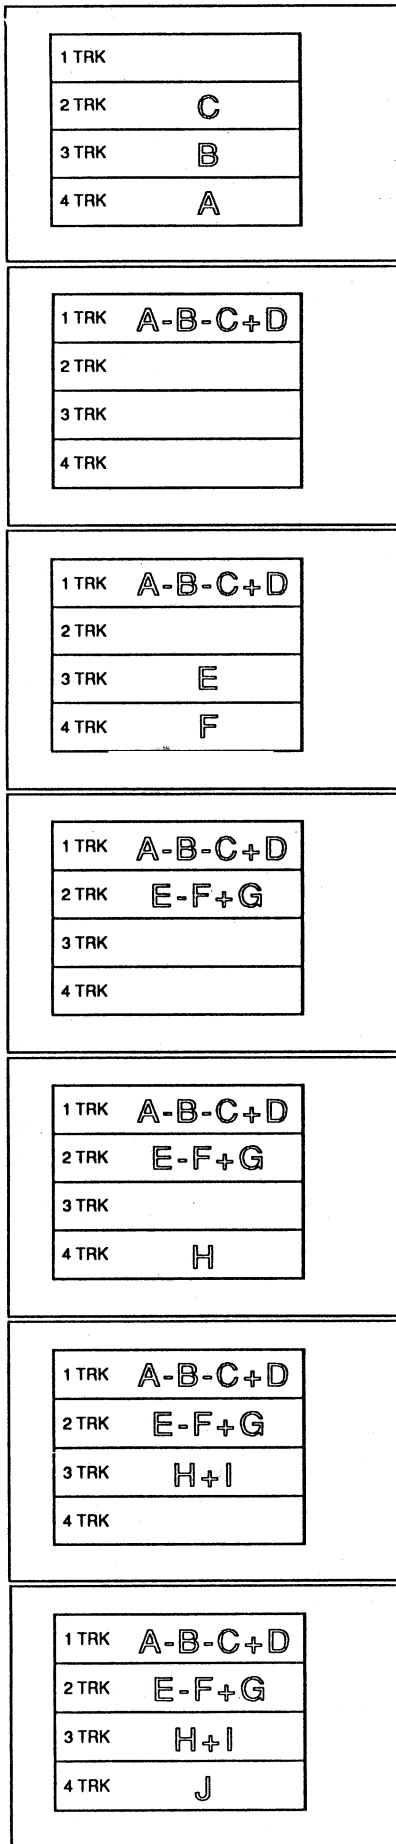 1 TRK
2 TRK C
3 TRK B
4 TRK A
1 TRK A-B-C+D
2 TRK
3 TRK
4 TRK
1 TRK A-B-C+D
2 TRK
3 TRK E
4 TRK F
1 TRK A-B-C+D
2 TRK E-F+G
3 TRK
4 TRK
1 TRK A-B-C+D
2 TRK E-F+G
3 TRK
4 TRK H
1 TRK A-B-C+D
2 TRK E-F+G
3 TRK H+I
4 TRK
1 TRK A-B-C+D
2 TRK E-F+G
3 TRK H+I
4 TRK J